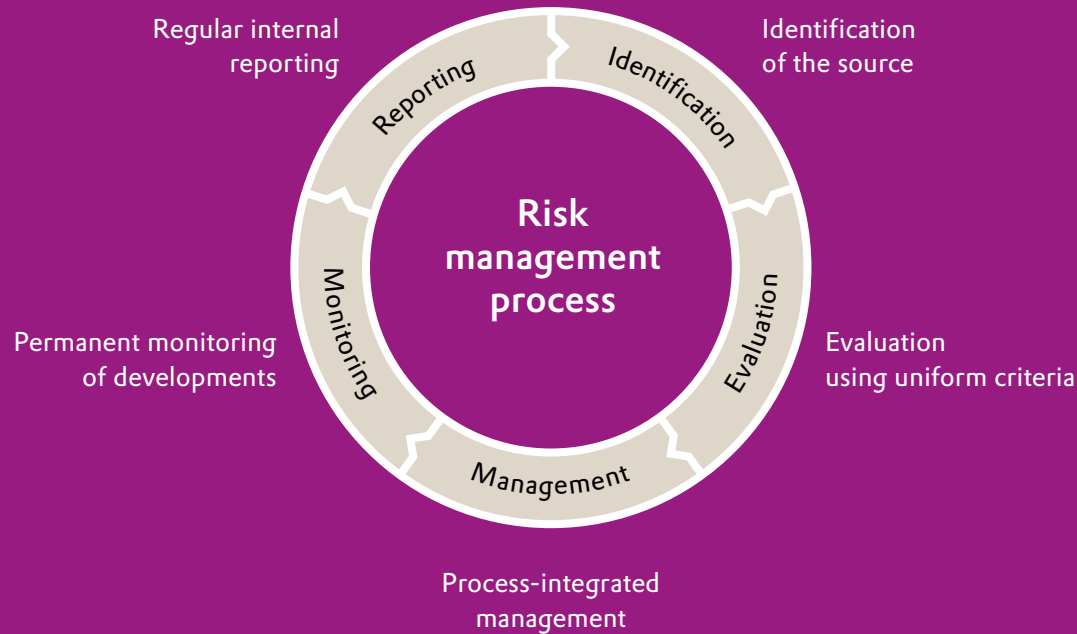 Regular internal
reporting
Identification
of the source
Reporting
Identification
Risk
management
process
Monitoring
Evaluation
Permanent monitoring
of developments
Evaluation
using uniform criteria
Management
Process-integrated
management